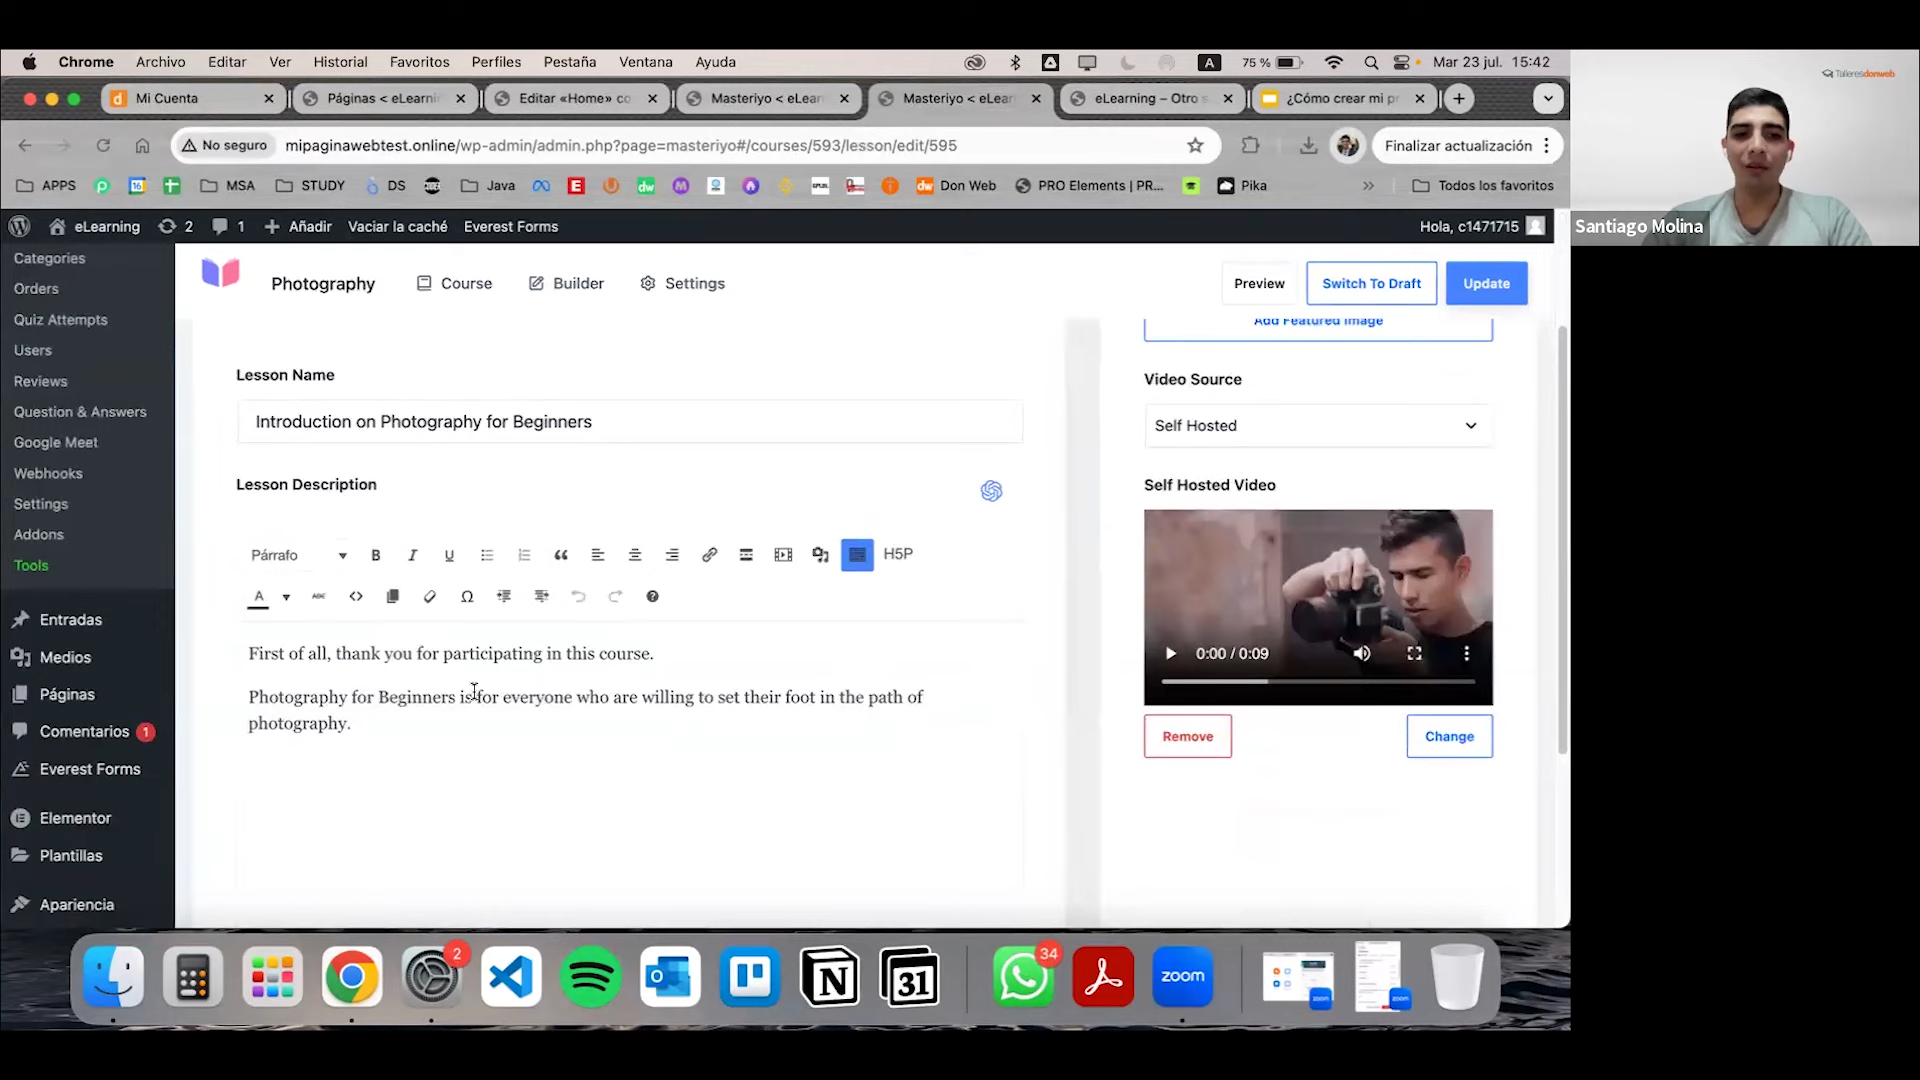 Chrome Archivo Editar Ver Historial Favoritos Perfiles Pestaña Ventana Ayuda
A 75 % Mar 23 jul. 15:42
Talleresdonweb
Mi Cuenta
Páginas < eLearni
Editar «Home» co
Masteriyo < eLear
Masteriyo < eLear
eLearning – Otro s
¿Cómo crear mi p
No seguro mipaginawebtest.online/wp-admin/admin.php?page=masteriyo#/courses/593/lesson/edit/595 Finalizar actualización
APPS 16 MSA STUDY DS Java E dw Don Web PRO Elements | PR... Pika » Todos los favoritos
eLearning 2 1 + Añadir Vaciar la caché Everest Forms Hola, c1471715
Santiago Molina
Categories
Orders
Quiz Attempts
Users
Reviews
Question & Answers
Google Meet
Webhooks
Settings
Addons
Tools
Entradas
Medios
Páginas
Comentarios 1
Everest Forms
Elementor
Plantillas
Apariencia
Photography Course Builder Settings Preview Switch To Draft Update
Lesson Name
Introduction on Photography for Beginners
Lesson Description
Párrafo B I U H5P
A ABC
First of all, thank you for participating in this course.
Photography for Beginners is for everyone who are willing to set their foot in the path of
photography.
Add Featured Image
Video Source
Self Hosted
Self Hosted Video
0:00 / 0:09
Remove Change
2
31
34
zoom
zoom
zoom